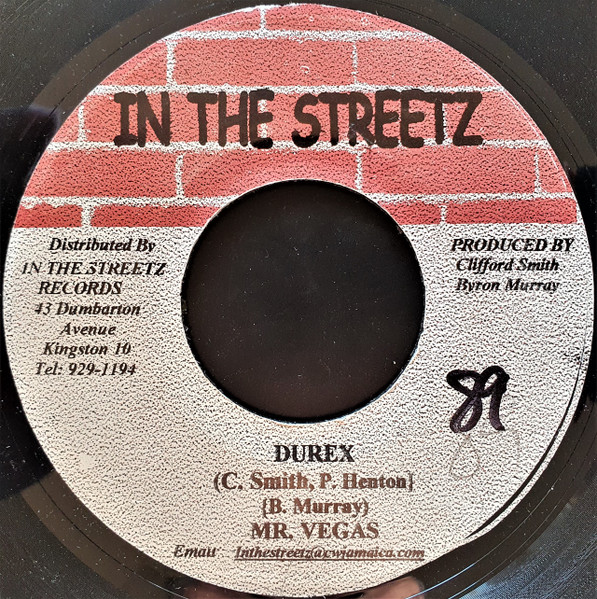 IN THE STREETZ
Distributed By
IN THE STREETZ
RECORDS
43 Dumbarton
Avenue
Kingston 10
Tel: 929-1194
PRODUCED BY
Clifford Smith
Byron Murray
89
DUREX
(C. Smith, P. Henton)
(B. Murray)
MR. VEGAS
Email Inthestreetz@cwjamaica.com